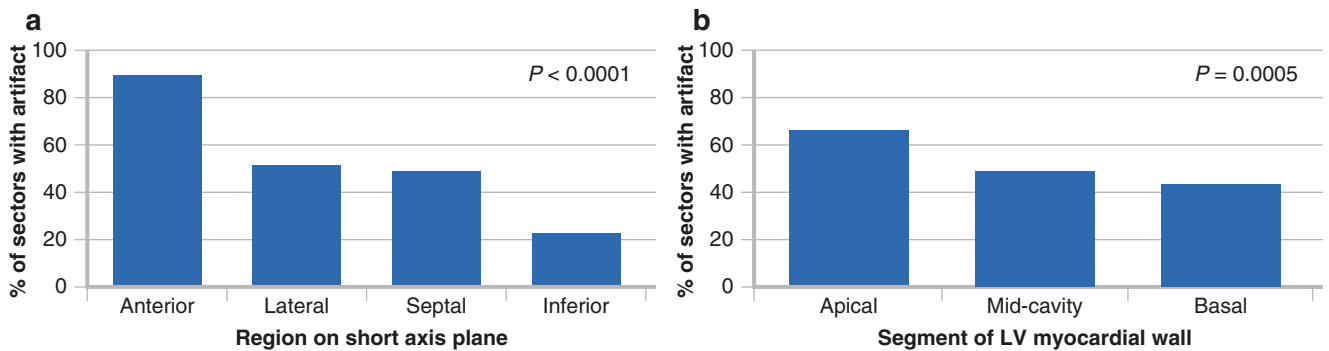 a
% of sectors with artifact
100
80
60
40
20
0
P < 0.0001
Anterior Lateral Septal Inferior
Region on short axis plane
b
% of sectors with artifact
100
80
60
40
20
0
P = 0.0005
Apical Mid-cavity Basal
Segment of LV myocardial wall